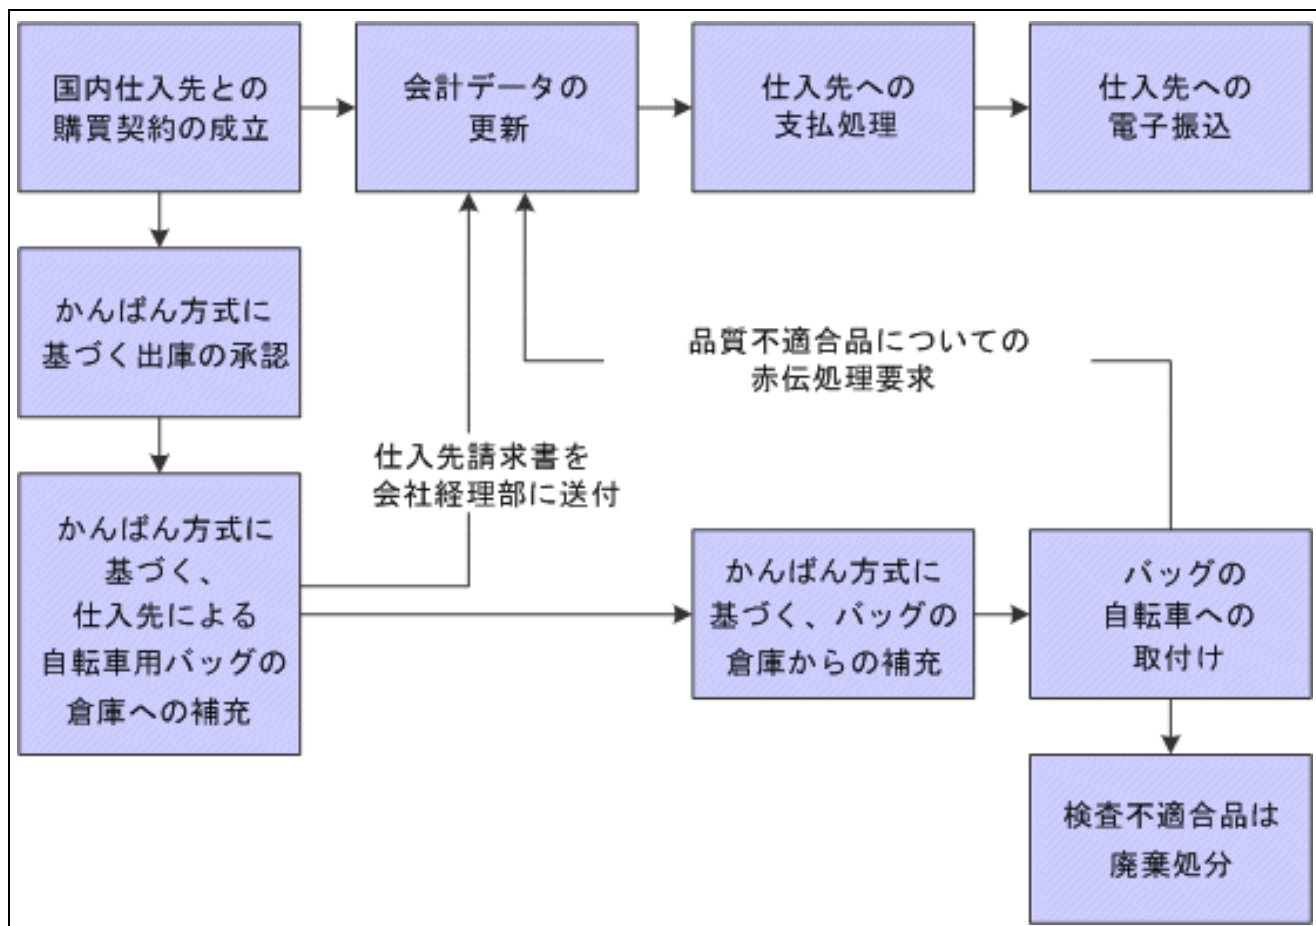 国内仕入先との
購買契約の成立
会計データの
更新
仕入先への
支払処理
仕入先への
電子振込
かんばん方式に
基づく出庫の承認
品質不適合品についての
赤伝処理要求
仕入先請求書を
会社経理部に送付
かんばん方式に
基づく、
仕入先による
自転車用バッグの
倉庫への補充
かんばん方式に
基づく、バッグの
倉庫からの補充
バッグの
自転車への
取付け
検査不適合品は
廃棄処分